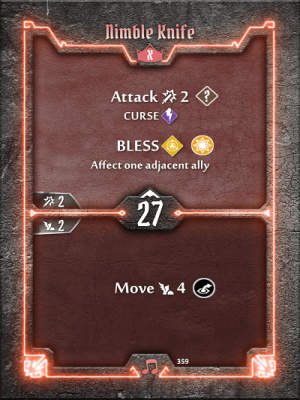 Nimble Knife
X
Attack 2 ?
CURSE
BLESS
Affect one adjacent ally
2
27
2
Move 4
359